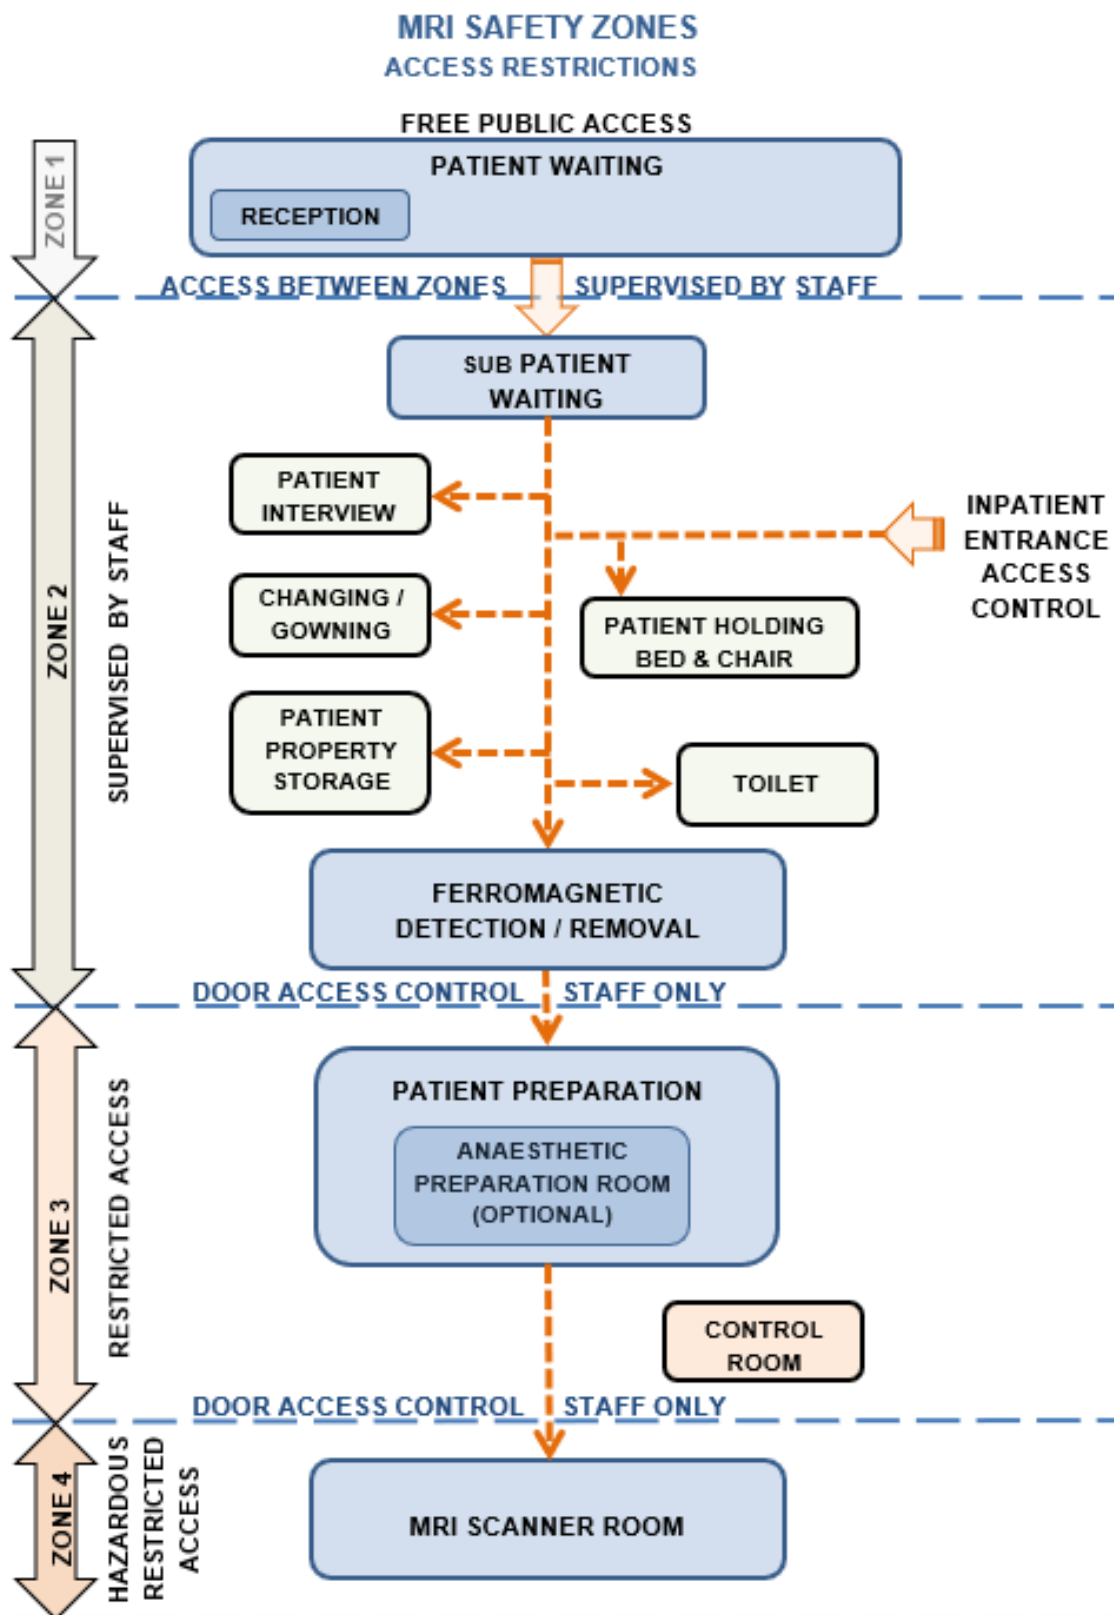 MRI SAFETY ZONES
ACCESS RESTRICTIONS
FREE PUBLIC ACCESS
PATIENT WAITING
RECEPTION
ZONE 1
ACCESS BETWEEN ZONES
SUPERVISED BY STAFF
SUB PATIENT
WAITING
ZONE 2
SUPERVISED BY STAFF
PATIENT
INTERVIEW
INPATIENT
ENTRANCE
ACCESS
CONTROL
CHANGING /
GOWNING
PATIENT HOLDING
BED & CHAIR
PATIENT
PROPERTY
STORAGE
TOILET
FERROMAGNETIC
DETECTION / REMOVAL
DOOR ACCESS CONTROL
STAFF ONLY
ZONE 3
RESTRICTED ACCESS
PATIENT PREPARATION
ANAESTHETIC
PREPARATION ROOM
(OPTIONAL)
CONTROL
ROOM
DOOR ACCESS CONTROL
STAFF ONLY
ZONE 4
HAZARDOUS
RESTRICTED
ACCESS
MRI SCANNER ROOM